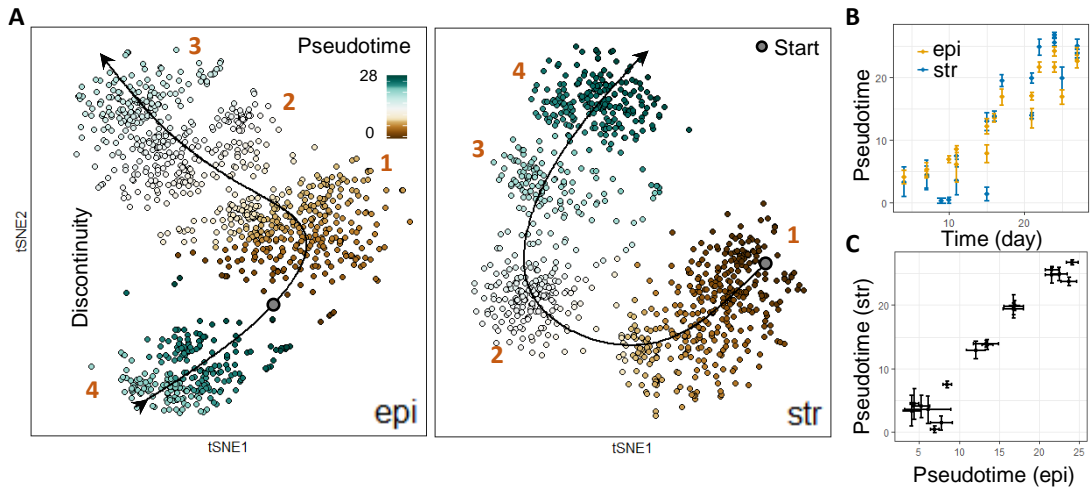 A
3
Pseudotime
28
0
2
1
Discontinuity
4
epi
tSNE2
tSNE1
Start
4
3
1
2
str
tSNE1
B
epi
str
20
10
0
Pseudotime
10
20
Time (day)
C
20
10
0
Pseudotime (str)
5
10
15
20
25
Pseudotime (epi)